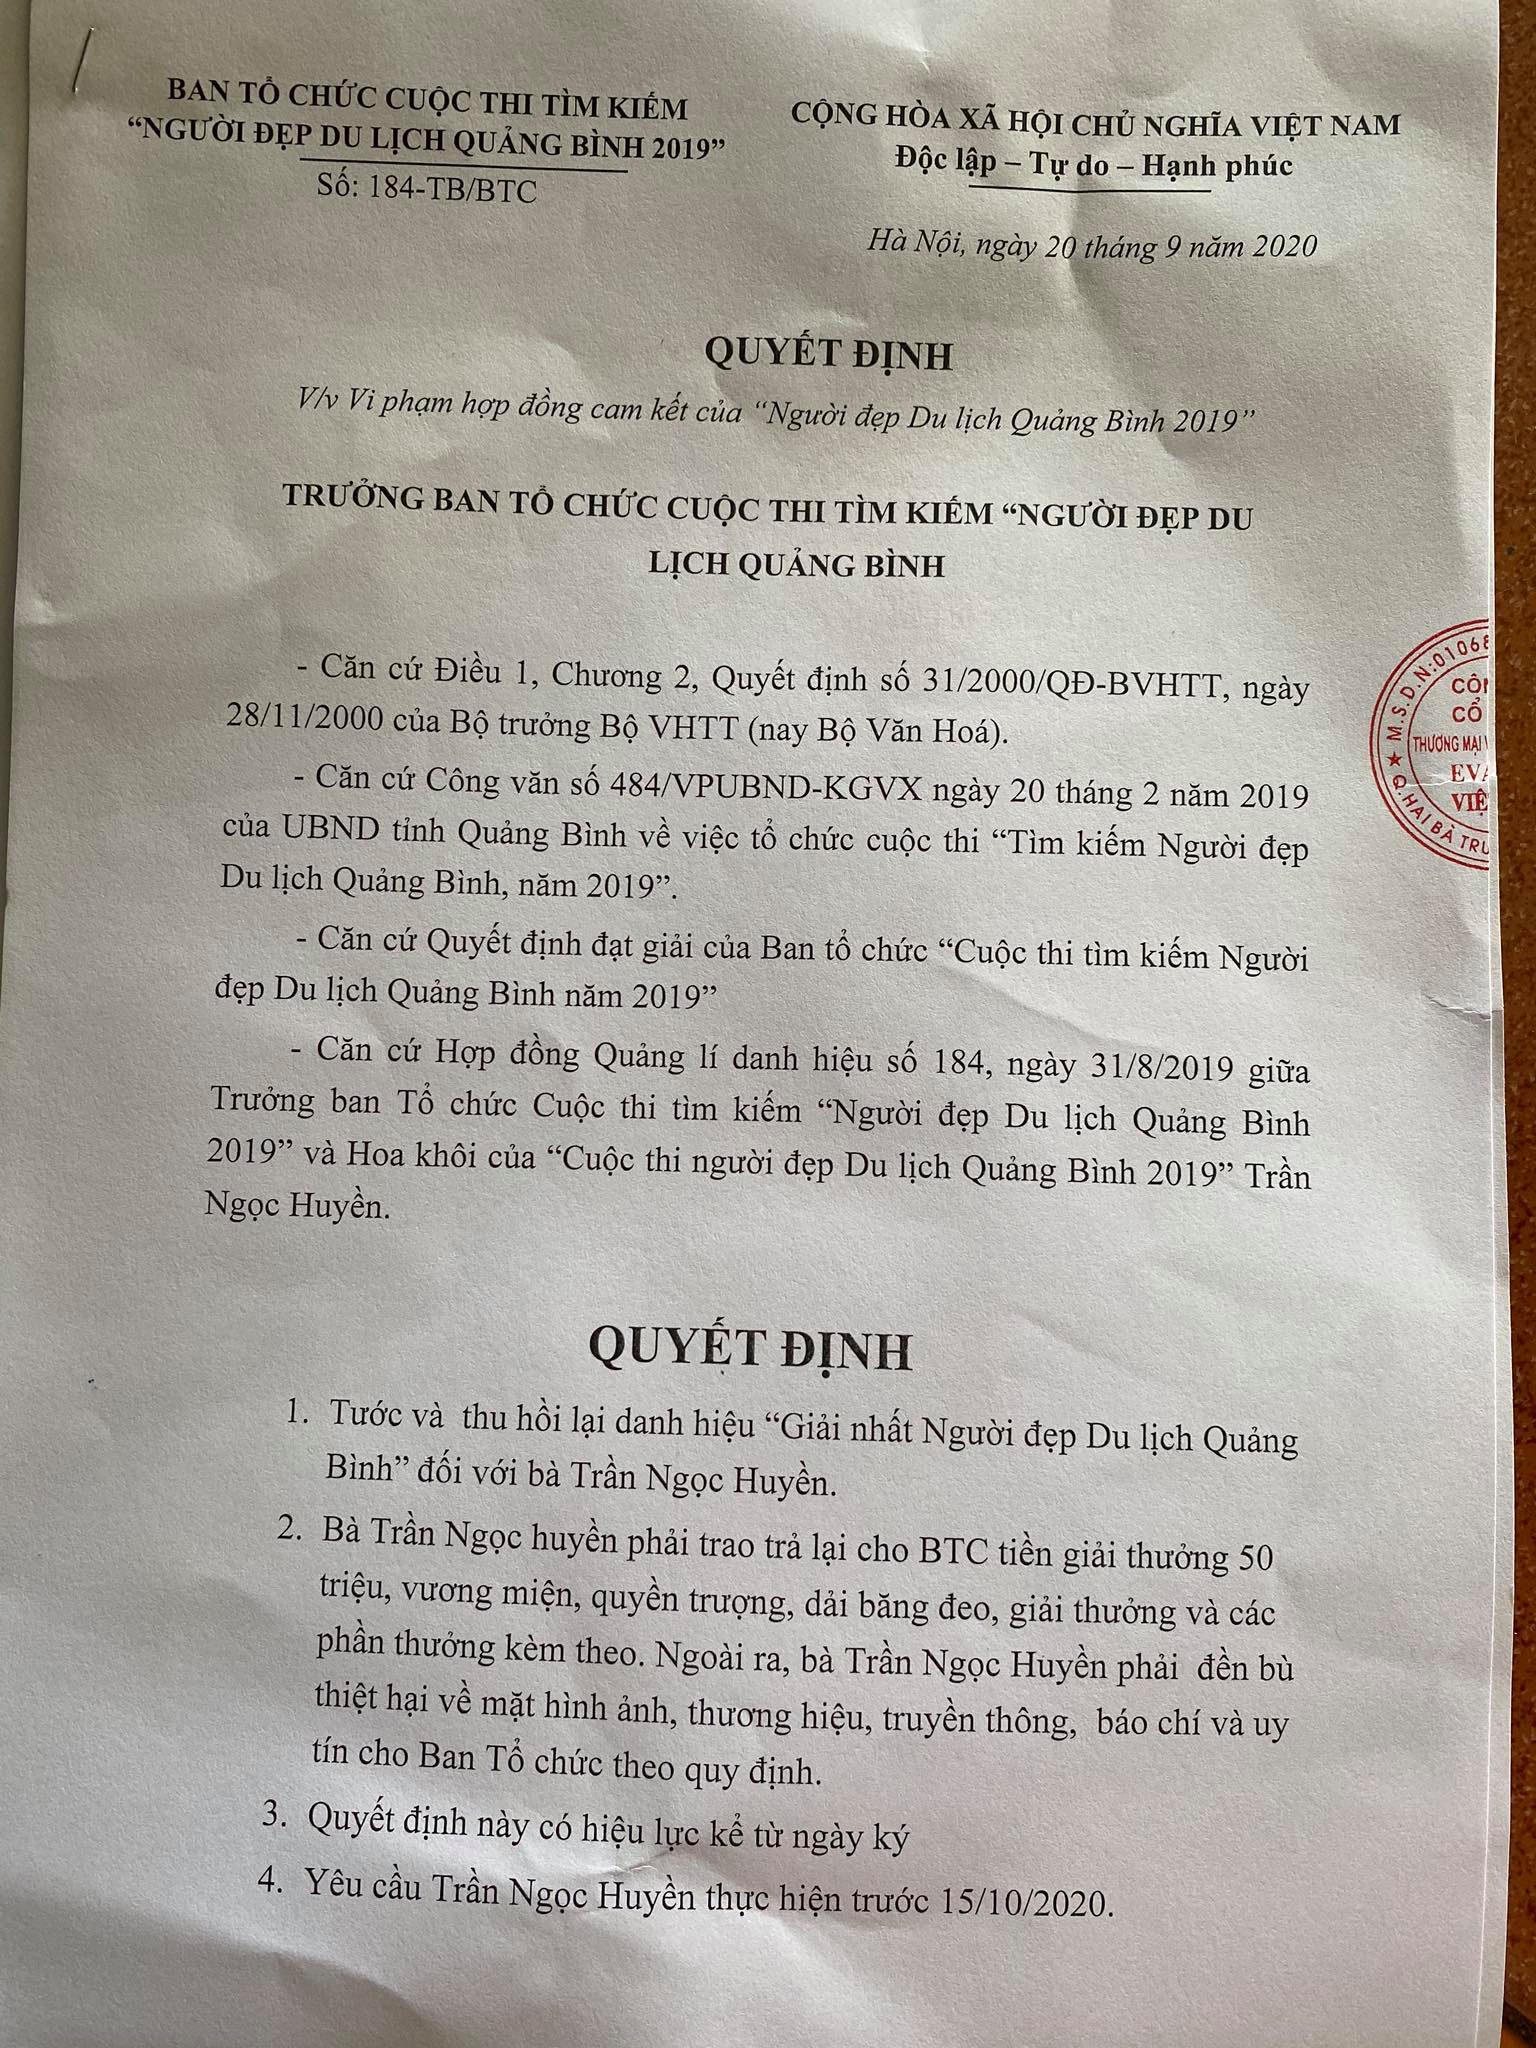 BAN TỔ CHỨC CUỘC THI TÌM KIẾM
“NGƯỜI ĐẸP DU LỊCH QUẢNG BÌNH 2019”
Số: 184-TB/BTC
CỘNG HÒA XÃ HỘI CHỦ NGHĨA VIỆT NAM
Độc lập – Tự do – Hạnh phúc
Hà Nội, ngày 20 tháng 9 năm 2020
QUYẾT ĐỊNH
V/v Vi phạm hợp đồng cam kết của “Người đẹp Du lịch Quảng Bình 2019”
TRƯỞNG BAN TỔ CHỨC CUỘC THI TÌM KIẾM “NGƯỜI ĐẸP DU
LỊCH QUẢNG BÌNH
- Căn cứ Điều 1, Chương 2, Quyết định số 31/2000/QĐ-BVHTT, ngày
28/11/2000 của Bộ trưởng Bộ VHTT (nay Bộ Văn Hoá).
- Căn cứ Công văn số 484/VPUBND-KGVX ngày 20 tháng 2 năm 2019
của UBND tỉnh Quảng Bình về việc tổ chức cuộc thi “Tìm kiếm Người đẹp
Du lịch Quảng Bình, năm 2019”.
- Căn cứ Quyết định đạt giải của Ban tổ chức “Cuộc thi tìm kiếm Người
đẹp Du lịch Quảng Bình năm 2019”
- Căn cứ Hợp đồng Quảng lí danh hiệu số 184, ngày 31/8/2019 giữa
Trưởng ban Tổ chức Cuộc thi tìm kiếm “Người đẹp Du lịch Quảng Bình
2019” và Hoa khôi của “Cuộc thi người đẹp Du lịch Quảng Bình 2019” Trần
Ngọc Huyền.
M.S.D.N:0106
CÔ
CỔ
THƯƠNG MẠI
EV
VIỆ
Q.HAI BÀ TRƯ
QUYẾT ĐỊNH
1. Tước và thu hồi lại danh hiệu “Giải nhất Người đẹp Du lịch Quảng
Bình” đối với bà Trần Ngọc Huyền.
2. Bà Trần Ngọc huyền phải trao trả lại cho BTC tiền giải thưởng 50
triệu, vương miện, quyền trượng, dải băng đeo, giải thưởng và các
phần thưởng kèm theo. Ngoài ra, bà Trần Ngọc Huyền phải đền bù
thiệt hại về mặt hình ảnh, thương hiệu, truyền thông, báo chí và uy
tín cho Ban Tổ chức theo quy định.
3. Quyết định này có hiệu lực kể từ ngày ký
4. Yêu cầu Trần Ngọc Huyền thực hiện trước 15/10/2020.